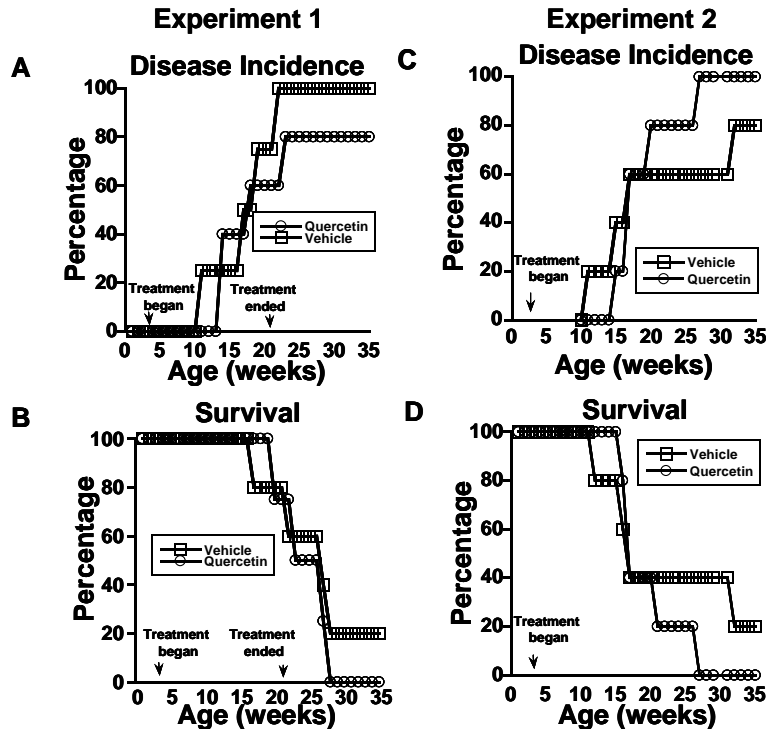 Experiment 1
Experiment 2
A
Disease Incidence
Percentage
100
80
60
40
20
0
Quercetin
Vehicle
Treatment
began
Treatment
ended
0
5
10
15
20
25
30
35
Age (weeks)
C
Disease Incidence
Percentage
100
80
60
40
20
0
Treatment
began
Vehicle
Quercetin
0
5
10
15
20
25
30
35
Age (weeks)
B
Survival
Percentage
100
80
60
40
20
0
Vehicle
Quercetin
Treatment
began
Treatment
ended
0
5
10
15
20
25
30
35
Age (weeks)
D
Survival
Percentage
100
80
60
40
20
0
Vehicle
Quercetin
Treatment
began
0
5
10
15
20
25
30
35
Age (weeks)